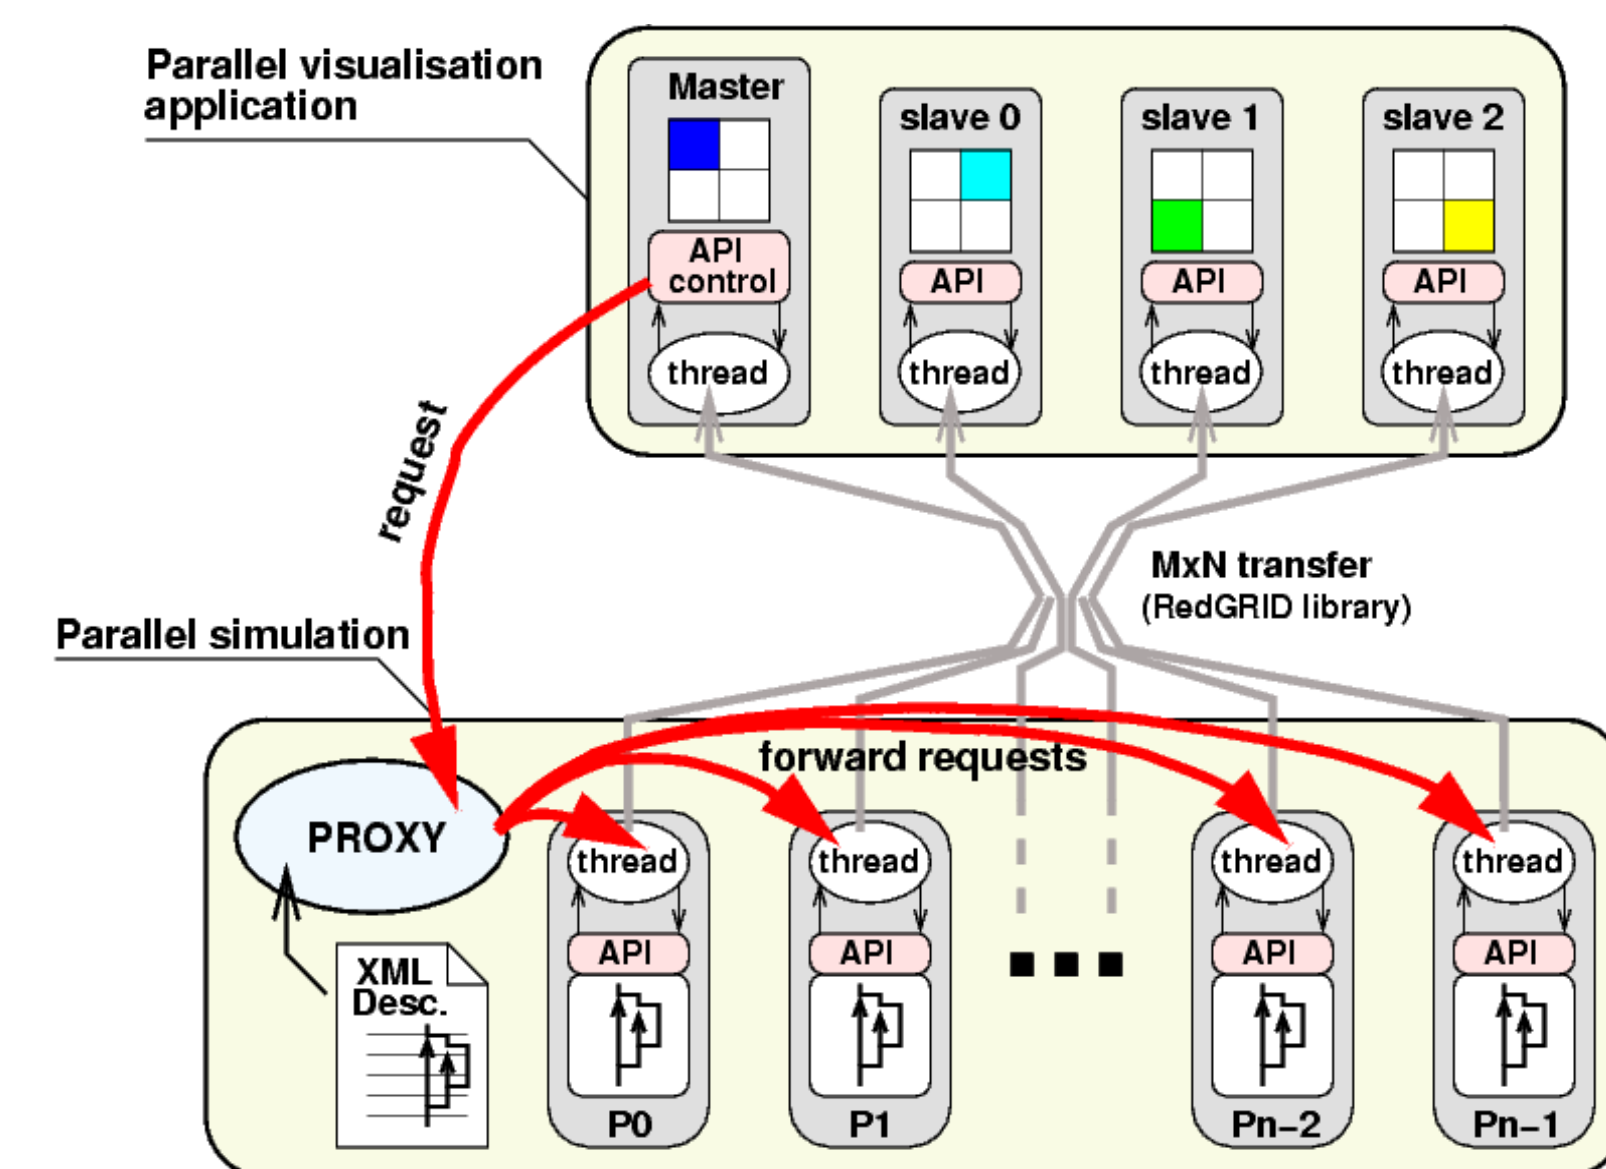 Parallel visualisation
application
Master
slave 0
slave 1
slave 2
API
control
API
API
API
thread
thread
thread
thread
request
MxN transfer
(RedGRID library)
Parallel simulation
forward requests
PROXY
thread
thread
thread
thread
XML
Desc.
API
API
API
API
P0
P1
Pn−2
Pn−1